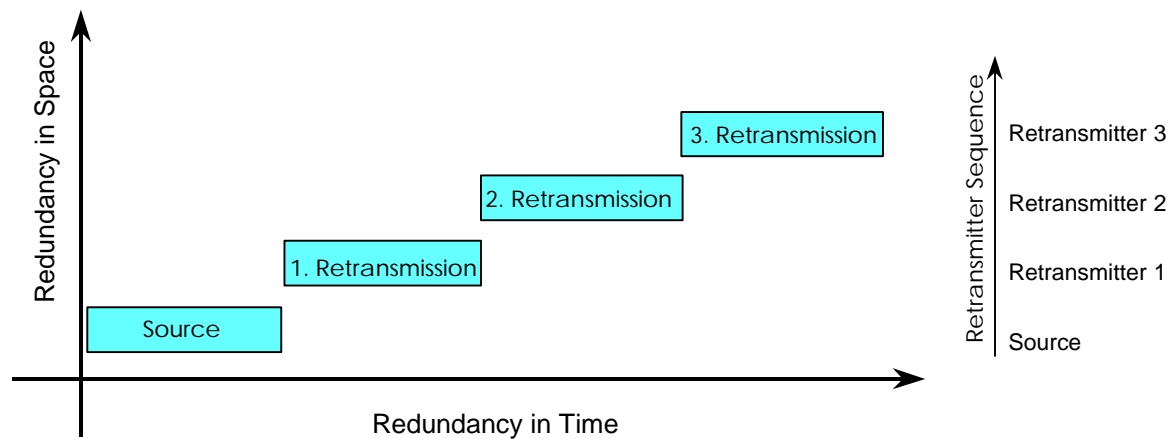 Redundancy in Space
3. Retransmission
2. Retransmission
1. Retransmission
Source
Redundancy in Time
Retransmitter Sequence
Retransmitter 3
Retransmitter 2
Retransmitter 1
Source